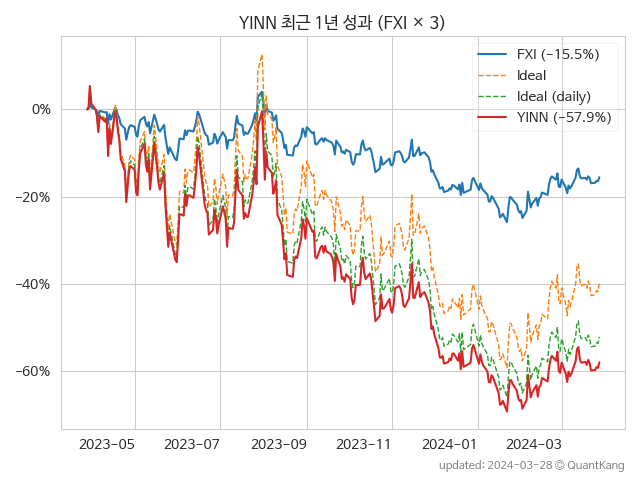 YINN 최근 1년 성과 (FXI × 3)
FXI (−15.5%)
Ideal
Ideal (daily)
YINN (−57.9%)
0%
−20%
−40%
−60%
2023-05 2023-07 2023-09 2023-11 2024-01 2024-03
updated: 2024-03-28 © QuantKang